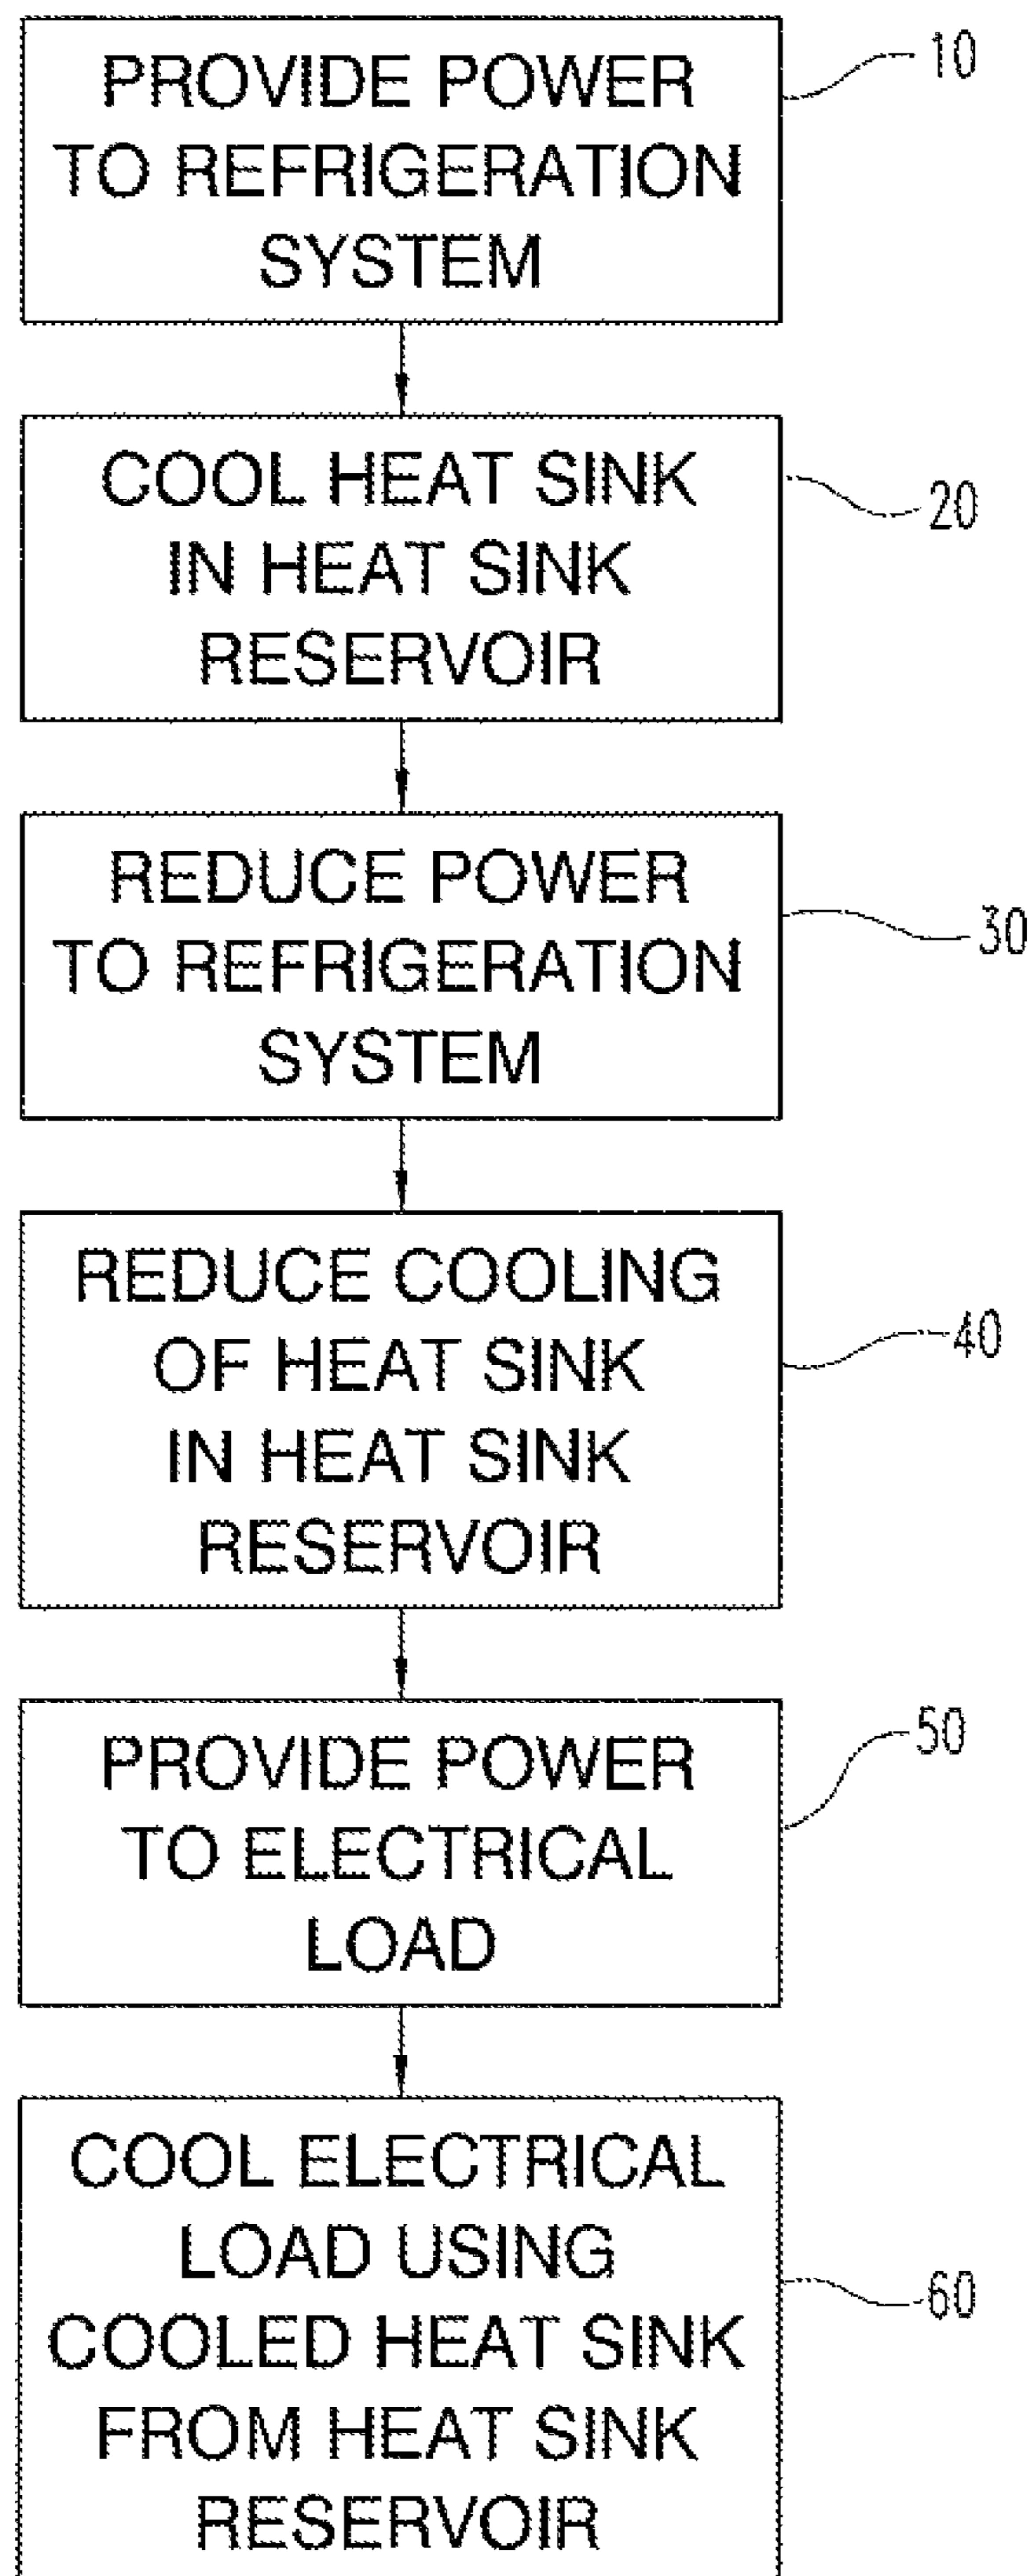 PROVIDE POWER
TO REFRIGERATION
SYSTEM
10
COOL HEAT SINK
IN HEAT SINK
RESERVOIR
20
REDUCE POWER
TO REFRIGERATION
SYSTEM
30
REDUCE COOLING
OF HEAT SINK
IN HEAT SINK
RESERVOIR
40
PROVIDE POWER
TO ELECTRICAL
LOAD
50
COOL ELECTRICAL
LOAD USING
COOLED HEAT SINK
FROM HEAT SINK
RESERVOIR
60